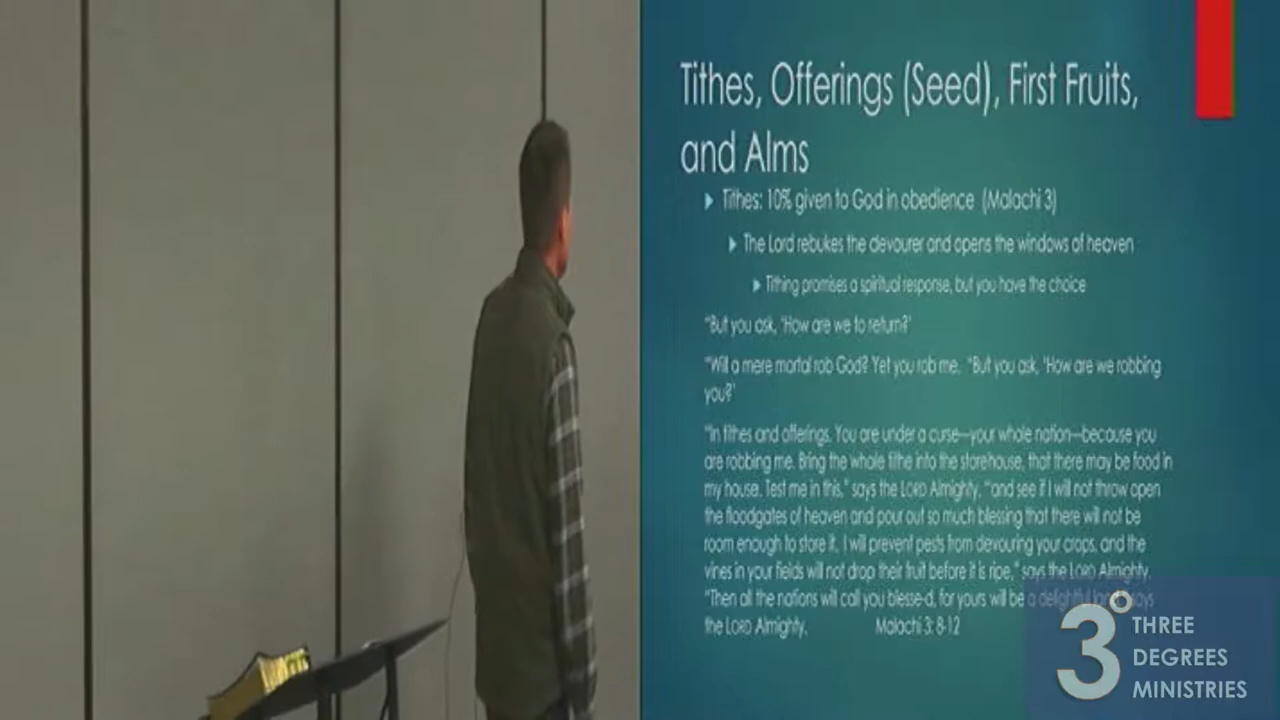 Tithes, Offerings (Seed), First Fruits,
and Alms
Tithes: 10% given to God in obedience (Malachi 3)
The Lord rebukes the devourer and opens the windows of heaven
Tithing promises a spiritual response, but you have the choice
"But you ask, 'How are we to return?'
"Will a mere mortal rob God? Yet you rob me. "But you ask, 'How are we robbing
you?'
"In tithes and offerings. You are under a curse—your whole nation—because you
are robbing me. Bring the whole tithe into the storehouse, that there may be food in
my house. Test me in this," says the LORD Almighty, "and see if I will not throw open
the floodgates of heaven and pour out so much blessing that there will not be
room enough to store it. I will prevent pests from devouring your crops, and the
vines in your fields will not drop their fruit before it is ripe," says the LORD Almighty.
"Then all the nations will call you blesse-d, for yours will be a delightful land," says
the LORD Almighty. Malachi 3: 8-12
3°
THREE
DEGREES
MINISTRIES